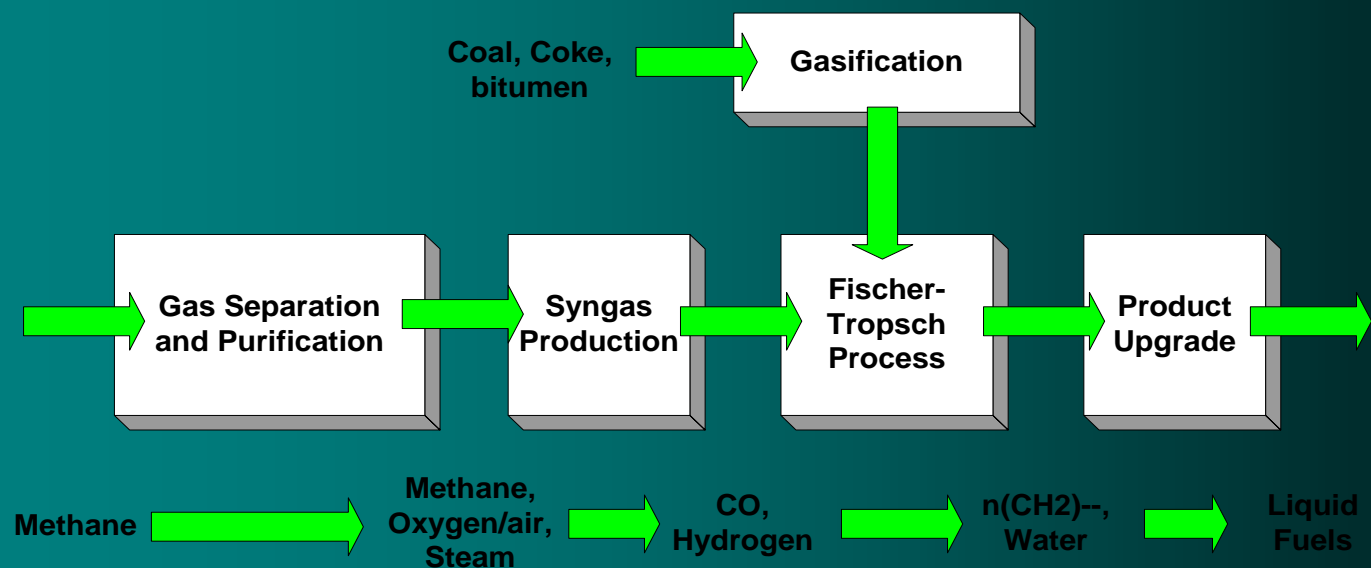 Coal, Coke,
bitumen
Gasification
Gas Separation
and Purification
Syngas
Production
Fischer-
Tropsch
Process
Product
Upgrade
Methane
Methane,
Oxygen/air,
Steam
CO,
Hydrogen
n(CH2)--,
Water
Liquid
Fuels